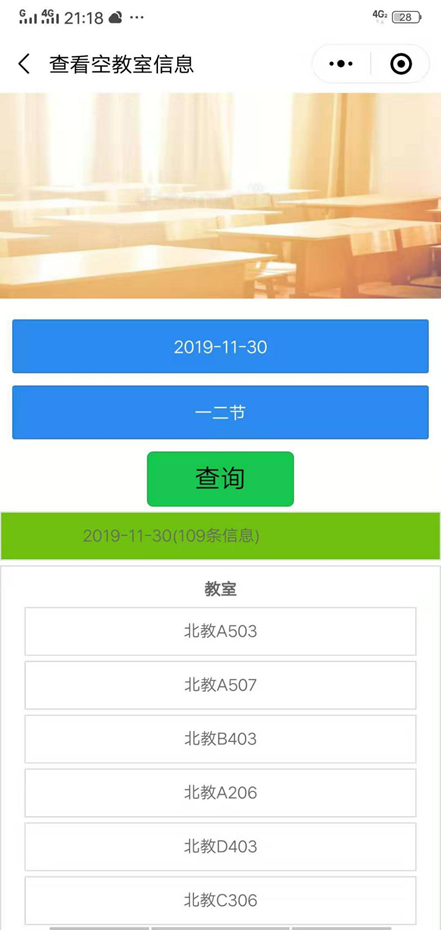 G 4G 21:18 4G2 28
查看空教室信息
2019-11-30
一二节
查询
2019-11-30(109条信息)
教室
北教A503
北教A507
北教B403
北教A206
北教D403
北教C306